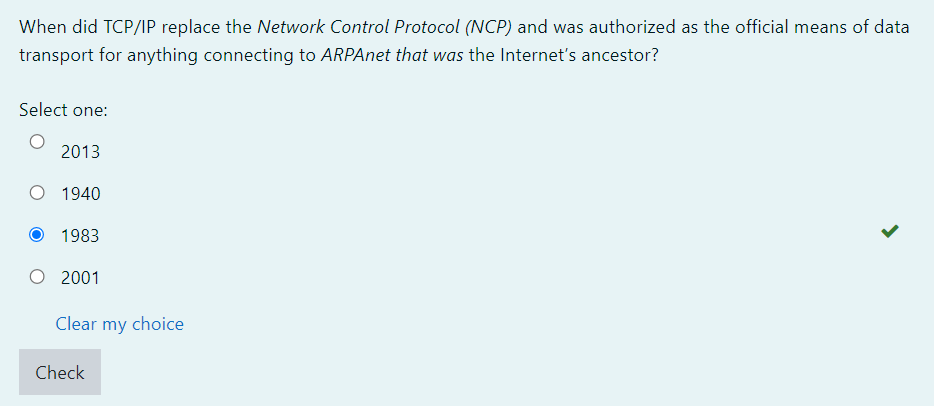 When did TCP/IP replace the Network Control Protocol (NCP) and was authorized as the official means of data
transport for anything connecting to ARPAnet that was the Internet's ancestor?
Select one:
2013
1940
1983
2001
Clear my choice
Check